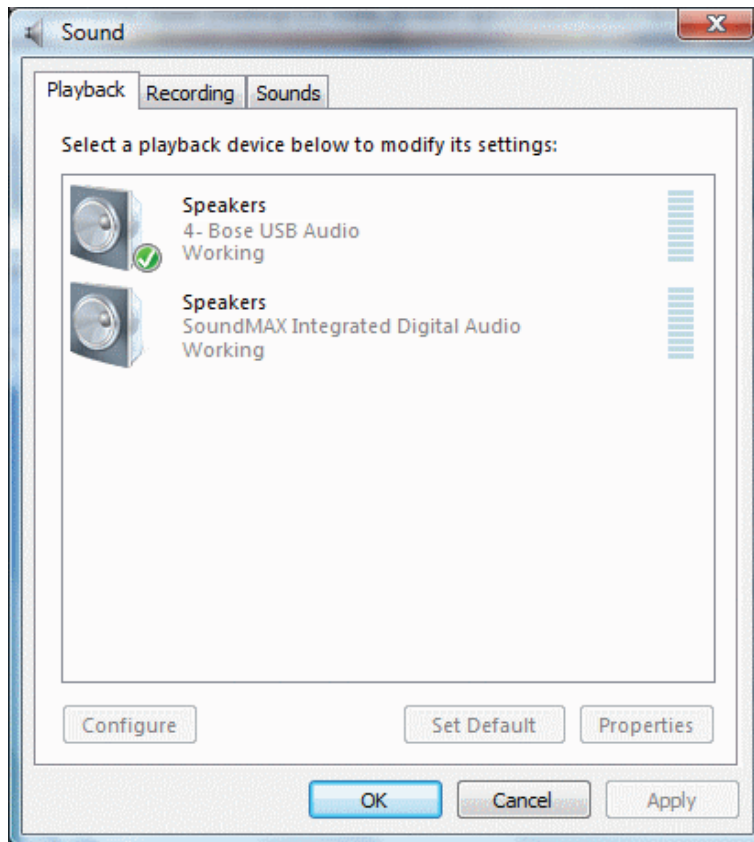 Sound
Playback
Recording
Sounds
Select a playback device below to modify its settings:
Speakers
4- Bose USB Audio
Working
Speakers
SoundMAX Integrated Digital Audio
Working
Configure
Set Default
Properties
OK
Cancel
Apply